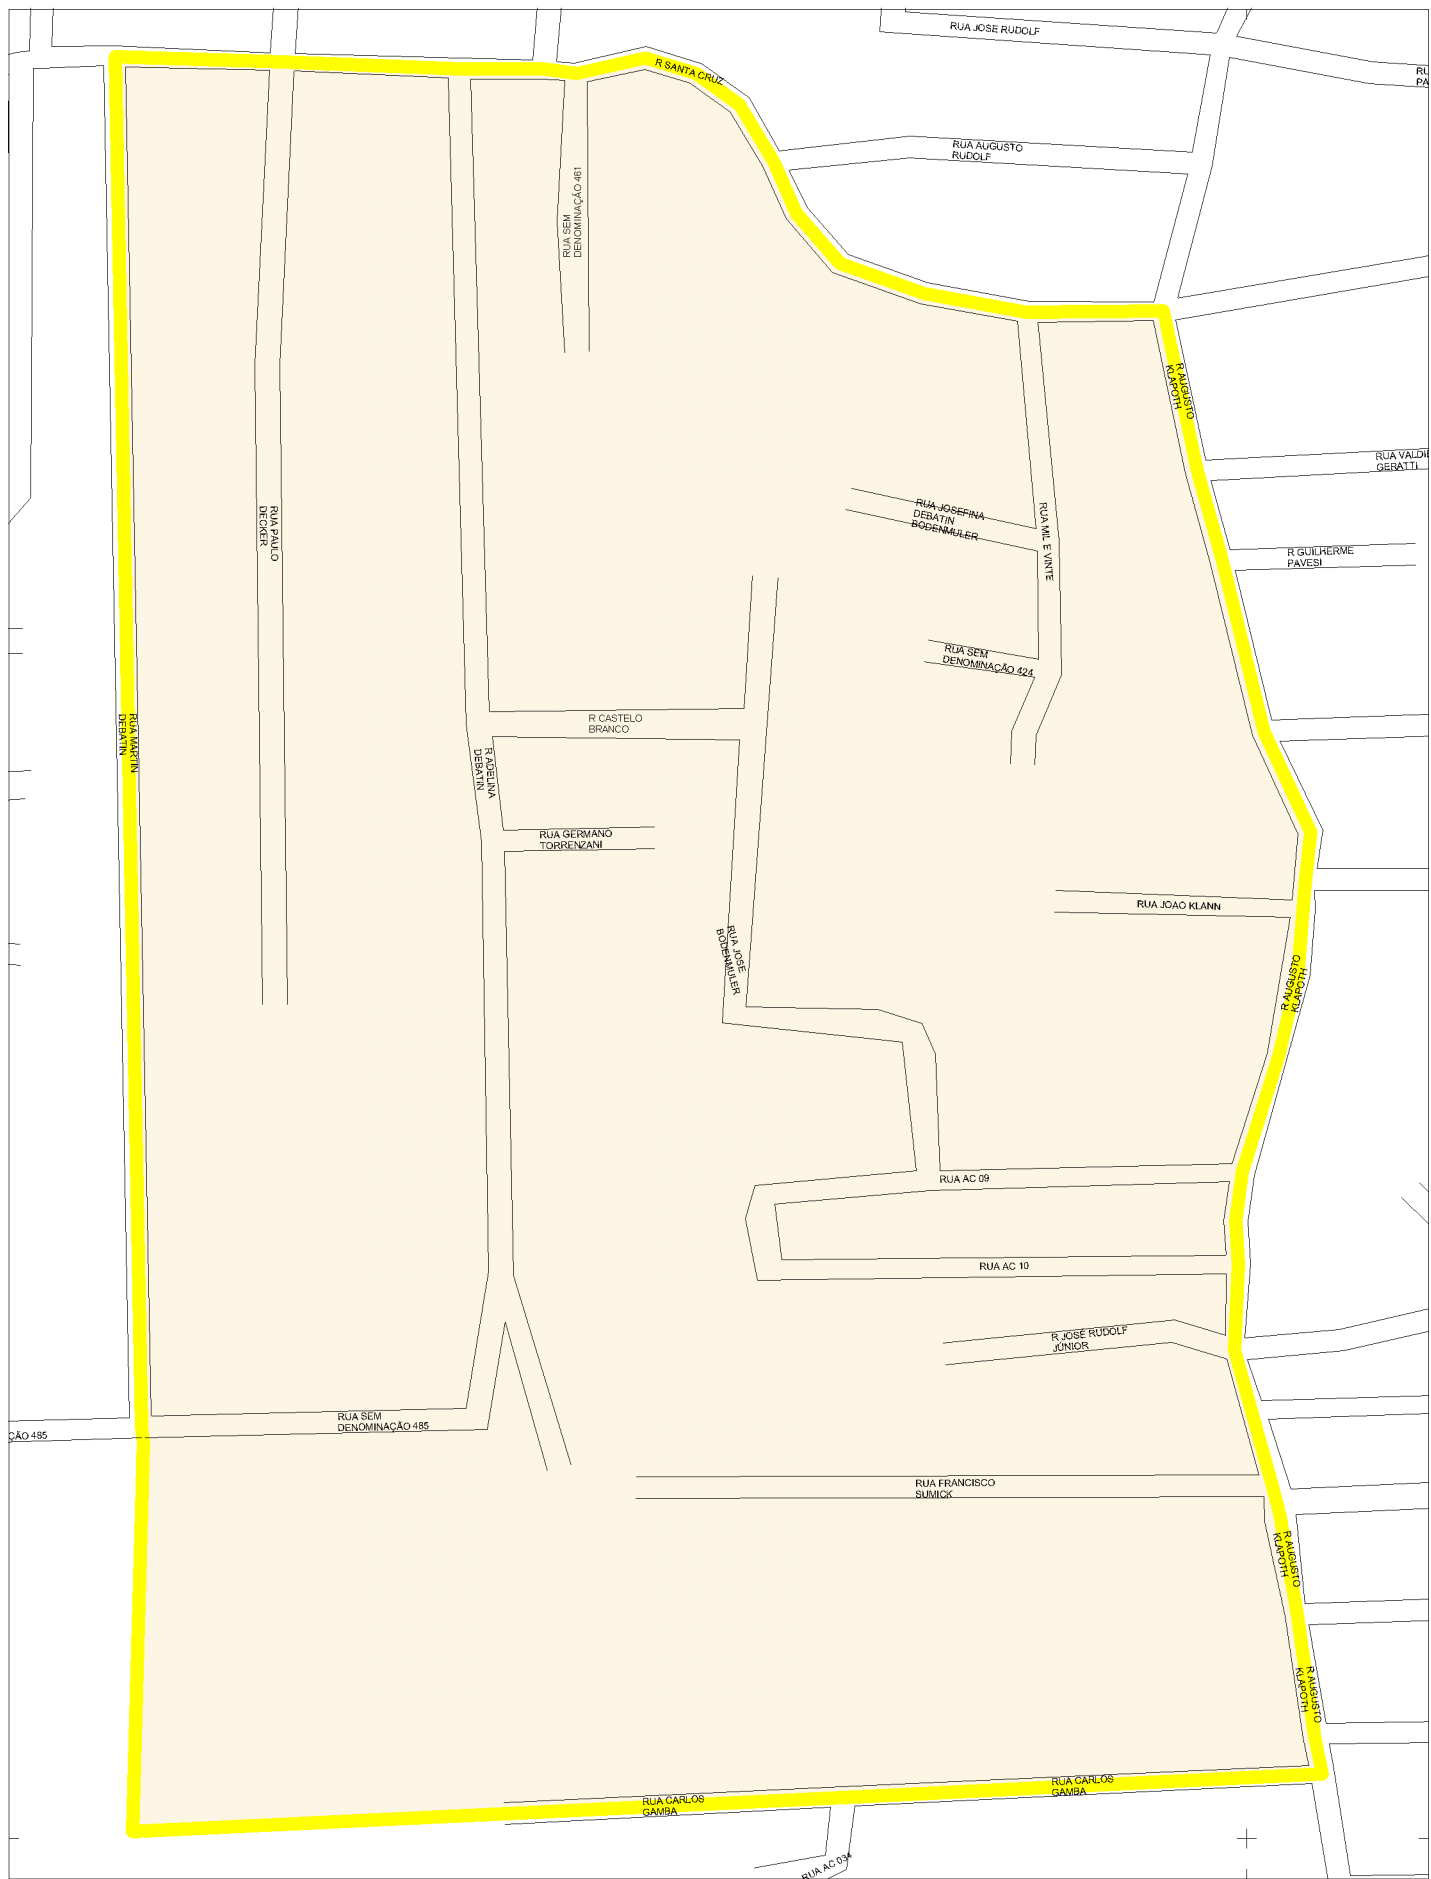 RUA JOSE RUDOLF
RU
PA
R SANTA CRUZ
RUA AUGUSTO
RUDOLF
RUA SEM
DENOMINAÇÃO 461
R AUGUSTO
KLAPOTH
RUA VALDI
GERATTI
RUA PAULO
DECKER
RUA JOSEFINA
DEBATIN
BODENMULER
RUA MIL E VINTE
R GUILHERME
PAVESI
RUA SEM
DENOMINAÇÃO 424
RUA MARTIN
DEBATIN
R CASTELO
BRANCO
R ADELINA
DEBATIN
RUA GERMANO
TORRENZANI
RUA JOAO KLANN
RUA JOSE
BODENMULER
R AUGUSTO
KLAPOTH
RUA AC 09
RUA AC 10
R JOSE RUDOLF
JÚNIOR
RUA SEM
DENOMINAÇÃO 485
ÇÃO 485
RUA FRANCISCO
SUMICK
R AUGUSTO
KLAPOTH
R AUGUSTO
KLAPOTH
RUA CARLOS
GAMBA
RUA CARLOS
GAMBA
RUA AC 034